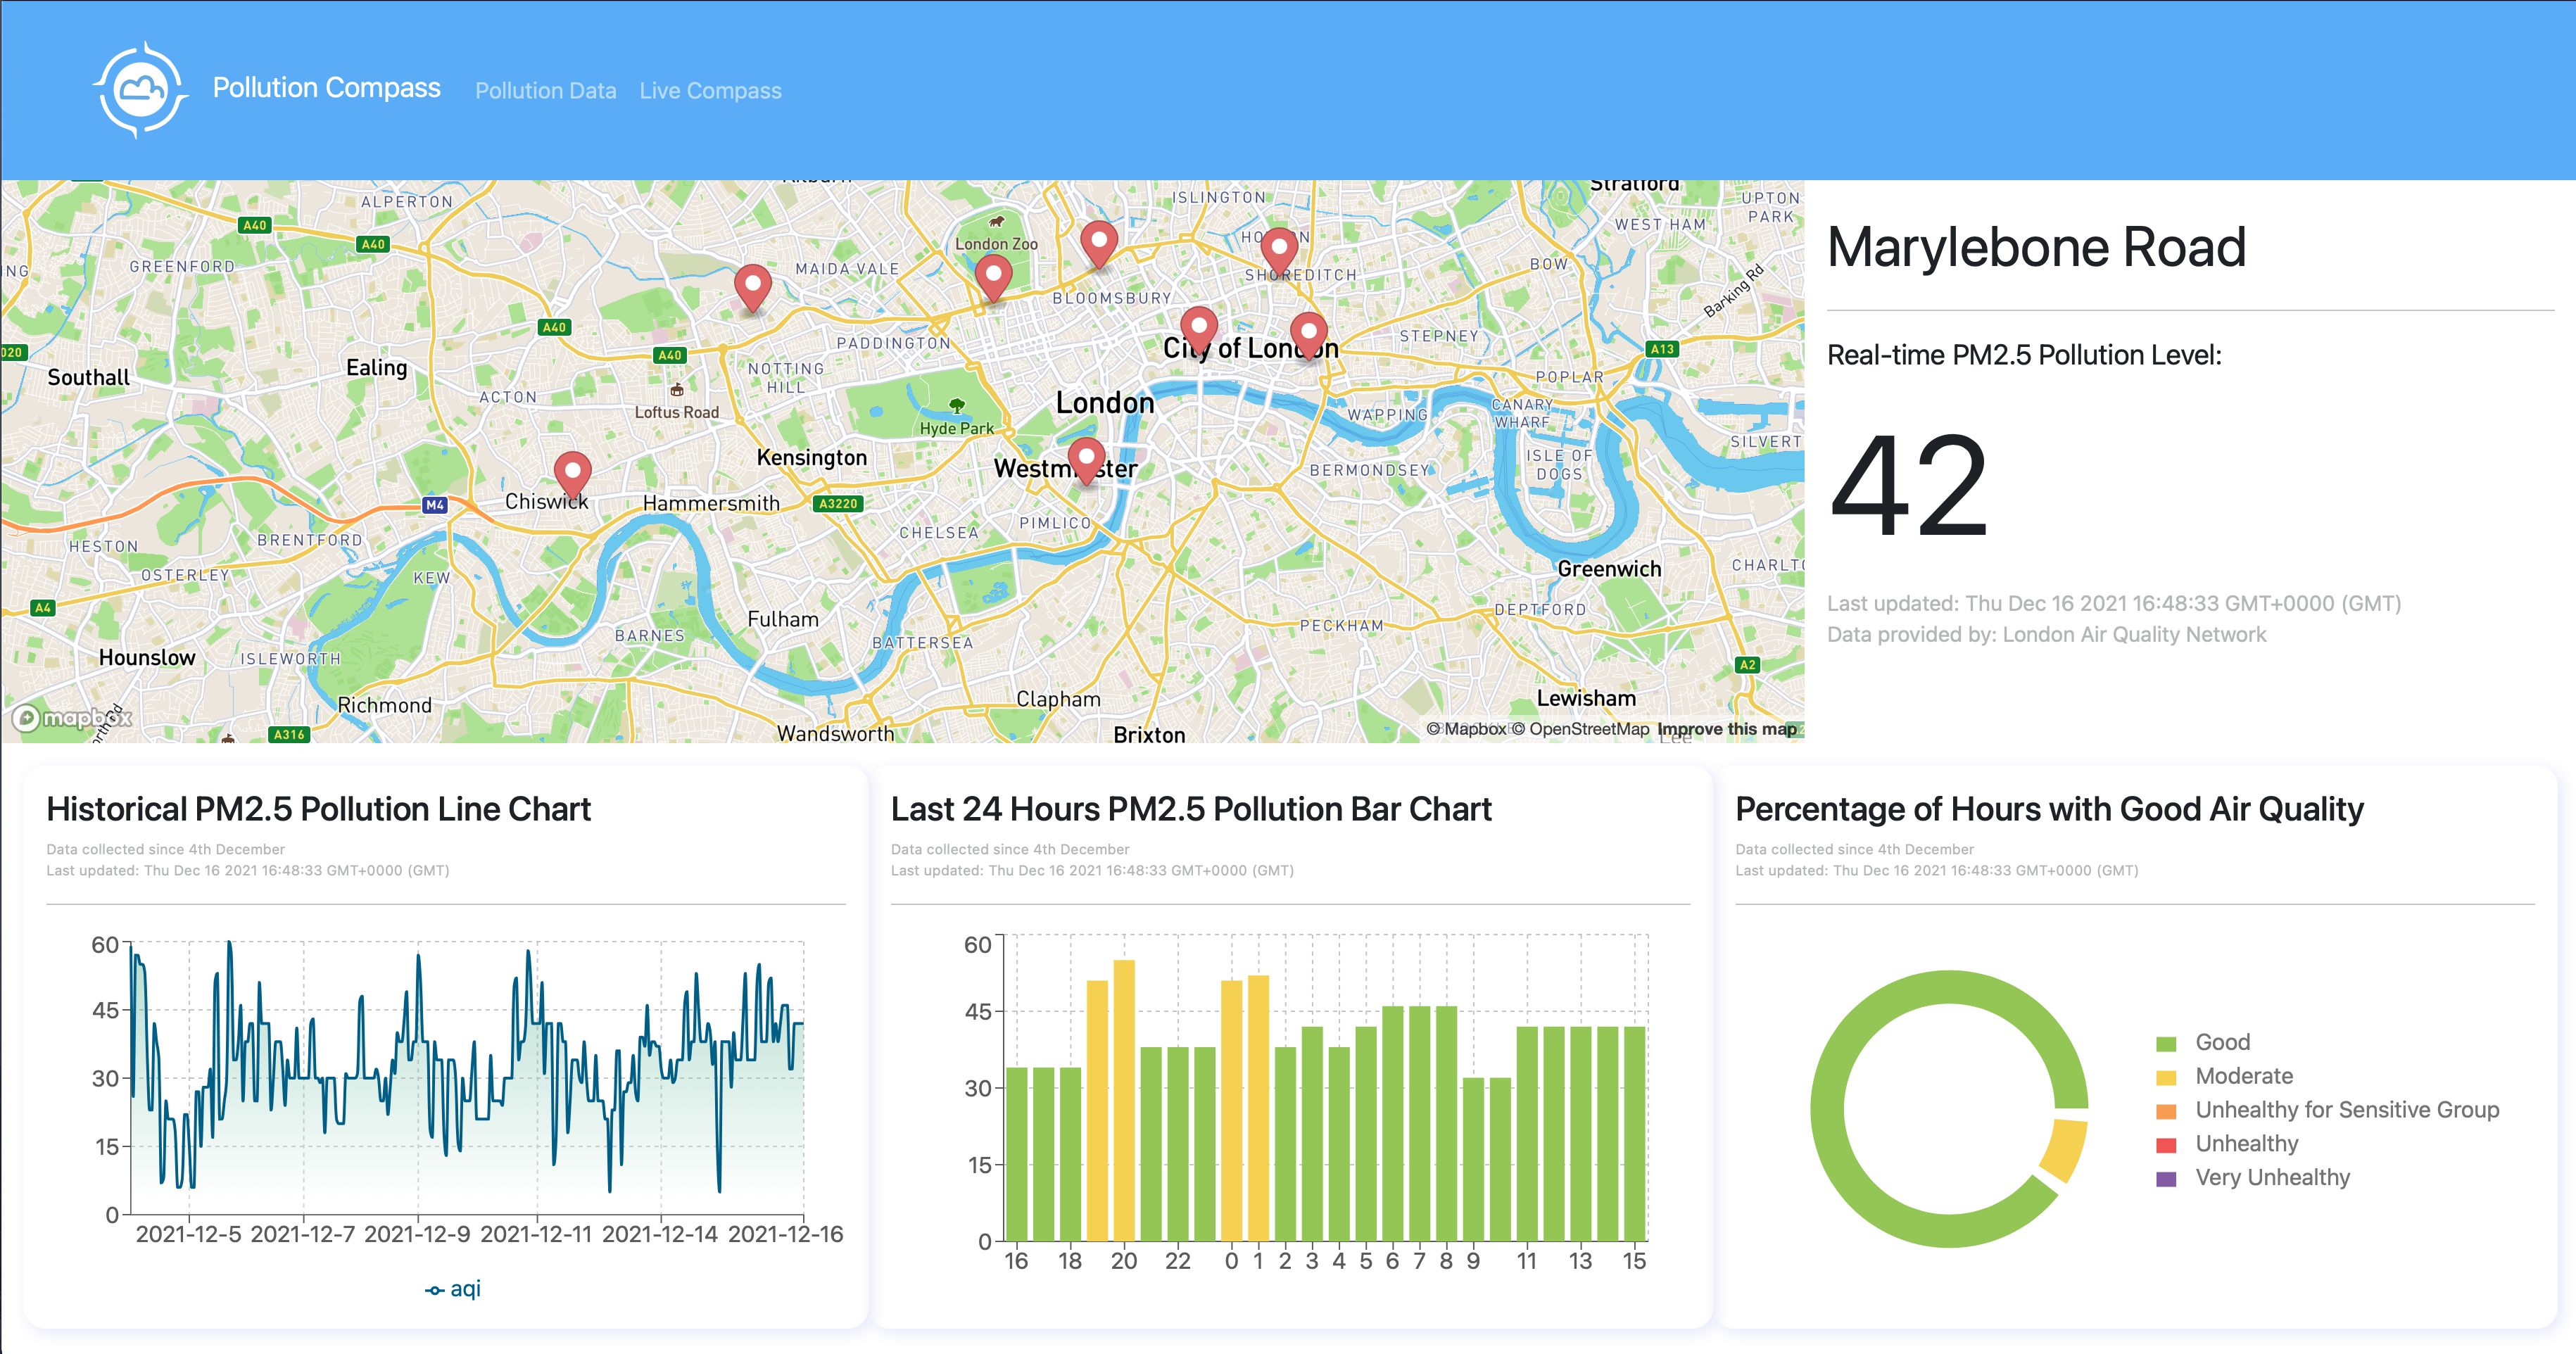 Pollution Compass
Pollution Data
Live Compass
Stratford
ALPERTON
ISLINGTON
UPTON
PARK
A40
A40
London Zoo
WEST HAM
GREENFORD
MAIDA VALE
SHOREDITCH
BOW
Barking Rd
BLOOMSBURY
A40
STEPNEY
PADDINGTON
City of London
A13
A40
Southall
Ealing
NOTTING
HILL
POPLAR
ACTON
Loftus Road
London
CANARY
WHARF
WAPPING
Hyde Park
SILVERT
Kensington
Westminster
BERMONDSEY
ISLE OF
DOGS
M4
Chiswick
Hammersmith
A3220
CHELSEA
PIMLICO
HESTON
BRENTFORD
OSTERLEY
KEW
Greenwich
A4
Fulham
DEPTFORD
BARNES
BATTERSEA
PECKHAM
Hounslow
ISLEWORTH
A2
Richmond
Clapham
Lewisham
mapbox
A316
Wandsworth
Brixton
© Mapbox © OpenStreetMap Improve this map
Marylebone Road
Real-time PM2.5 Pollution Level:
42
Last updated: Thu Dec 16 2021 16:48:33 GMT+0000 (GMT)
Data provided by: London Air Quality Network
Historical PM2.5 Pollution Line Chart
Data collected since 4th December
Last updated: Thu Dec 16 2021 16:48:33 GMT+0000 (GMT)
60
45
30
15
0
2021-12-5 2021-12-7 2021-12-9 2021-12-11 2021-12-14 2021-12-16
aqi
Last 24 Hours PM2.5 Pollution Bar Chart
Data collected since 4th December
Last updated: Thu Dec 16 2021 16:48:33 GMT+0000 (GMT)
60
45
30
15
0
16 18 20 22 0 1 2 3 4 5 6 7 8 9 11 13 15
Percentage of Hours with Good Air Quality
Data collected since 4th December
Last updated: Thu Dec 16 2021 16:48:33 GMT+0000 (GMT)
Good
Moderate
Unhealthy for Sensitive Group
Unhealthy
Very Unhealthy